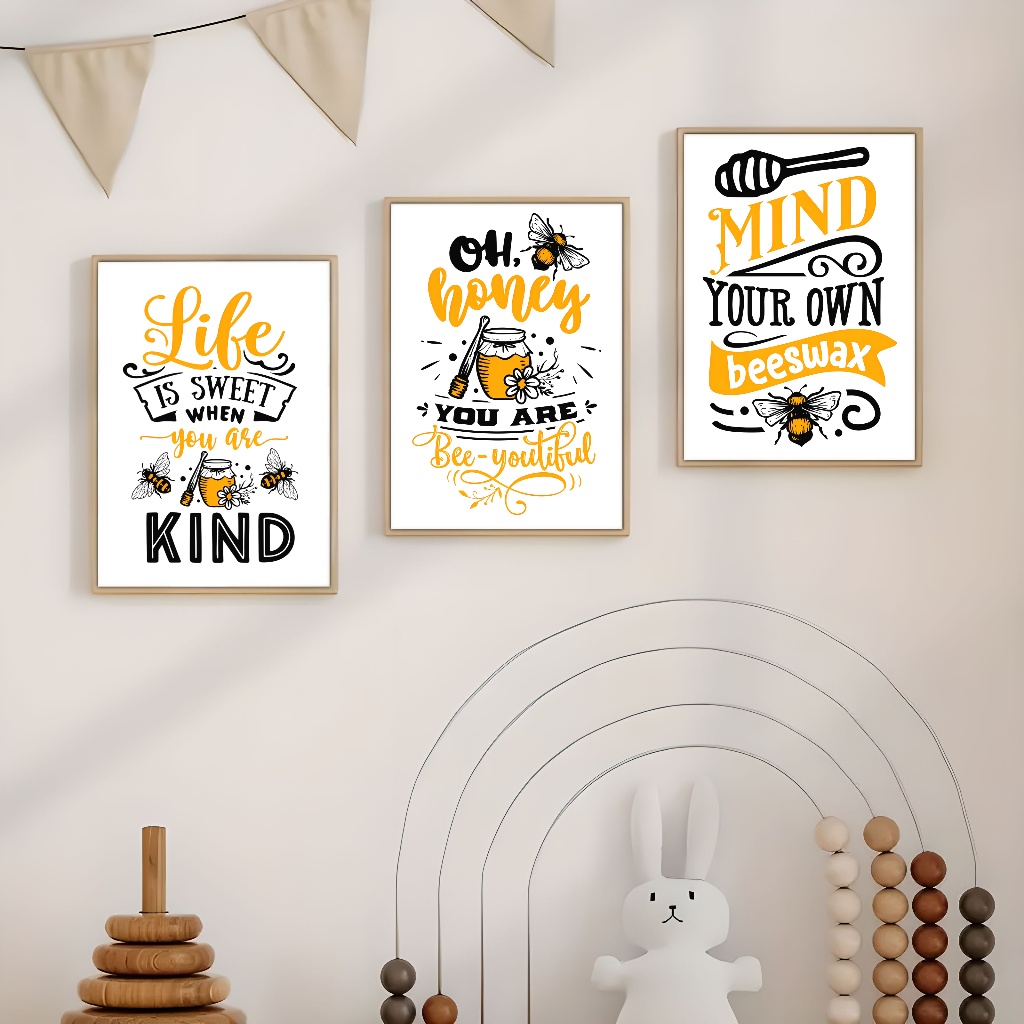 Life
IS SWEET
WHEN
you are
KIND
OH,
honey
YOU ARE
Bee-youtiful
MIND
YOUR OWN
beeswax